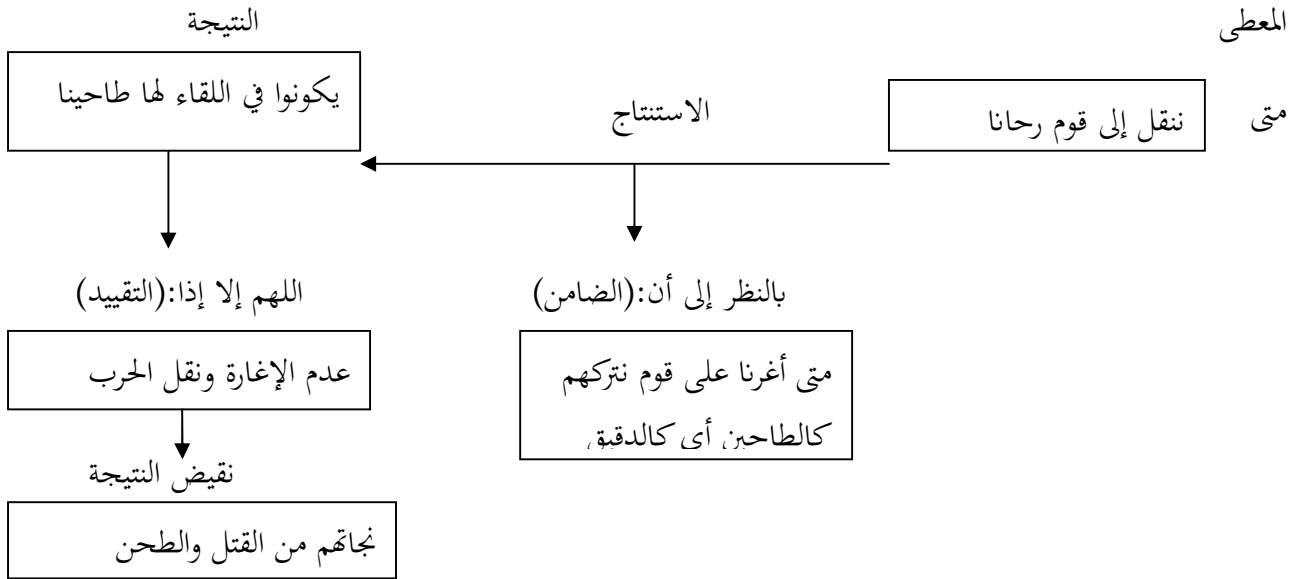 المعطى
النتيجة
متى
ننقل إلى قوم رحانا
الاستنتاج
يكونوا في اللقاء لها طاحينا
بالنظر إلى أن:(الضامن)
اللهم إلا إذا:(التقييد)
متى أغرنا على قوم نتركهم
كالطاحين أي كالدقيق
عدم الإغارة ونقل الحرب
نقيض النتيجة
نجاتهم من القتل والطحن